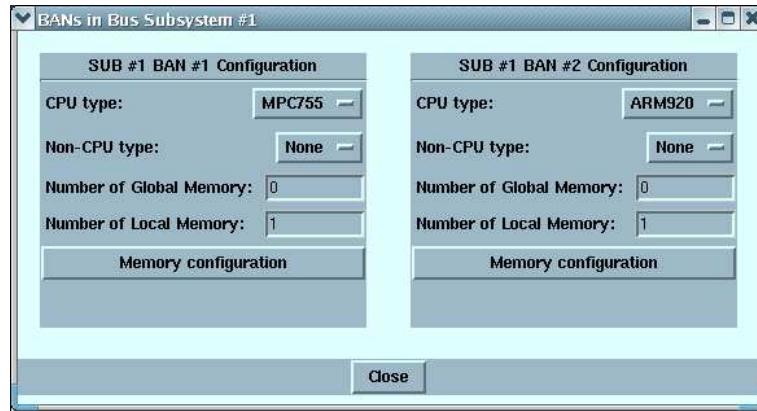 BANs in Bus Subsystem #1
SUB #1 BAN #1 Configuration
CPU type: MPC755
Non-CPU type: None
Number of Global Memory: 0
Number of Local Memory: 1
Memory configuration
SUB #1 BAN #2 Configuration
CPU type: ARM920
Non-CPU type: None
Number of Global Memory: 0
Number of Local Memory: 1
Memory configuration
Close